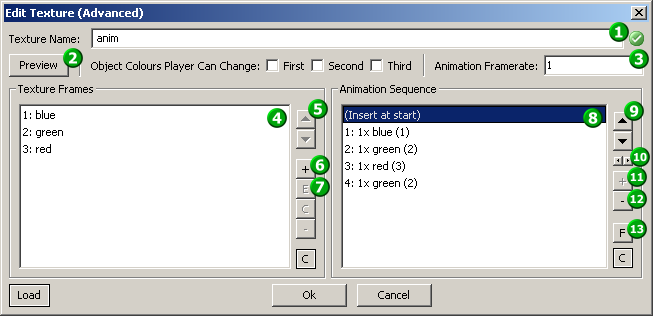 Edit Texture (Advanced)
Texture Name: anim 1
Preview 2 Object Colours Player Can Change: First Second Third Animation Framerate: 1 3
Texture Frames
1: blue
2: green
3: red
4
5
+ 6
E 7
C
-
C
Animation Sequence
(Insert at start) 8
1: 1x blue (1)
2: 1x green (2)
3: 1x red (3)
4: 1x green (2)
9
10
+ 11
- 12
F 13
C
Load Ok Cancel